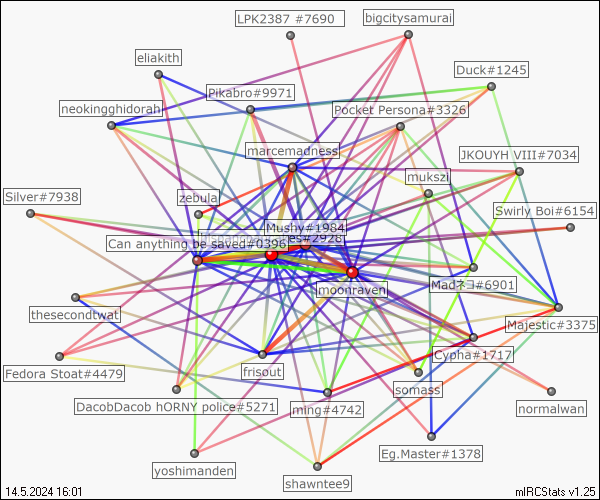 LPK2387 #7690
bigcitysamurai
eliakith
Duck#1245
Pikabro#9971
neokingghidorah
Pocket Persona#3326
marcemadness
JKOUYH VIII#7034
mukszi
Silver#7938
zebula
Swirly Boi#6154
Mushy#1984
es#2928
Can anything be saved#0396
moonraven
Madネヨ#6901
thesecondtwat
Majestic#3375
Cypha#1717
Fedora Stoat#4479
frisout
somass
DacobDacob hORNY police#5271
ming#4742
normalwan
Eg.Master#1378
yoshimanden
shawntee9
14.5.2024 16:01
mIRCStats v1.25